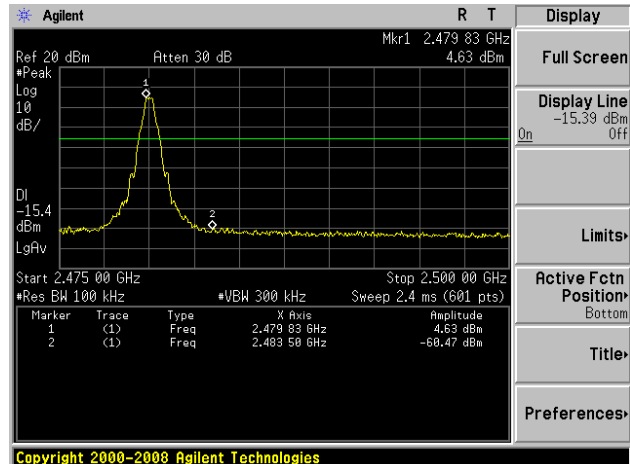 Agilent R T
Mkr1 2.479 83 GHz
Ref 20 dBm Atten 30 dB 4.63 dBm
#Peak
Log
10
dB/
1
2
DI
-15.4
dBm
LgAv
Start 2.475 00 GHz Stop 2.500 00 GHz
#Res BW 100 kHz #VBW 300 kHz Sweep 2.4 ms (601 pts)
Marker Trace Type X Axis Amplitude
1 (1) Freq 2.479 83 GHz 4.63 dBm
2 (1) Freq 2.483 50 GHz -60.47 dBm
Copyright 2000-2008 Agilent Technologies
Display
Full Screen
Display Line
-15.39 dBm
On Off
Limits
Active Fctn
Position
Bottom
Title
Preferences